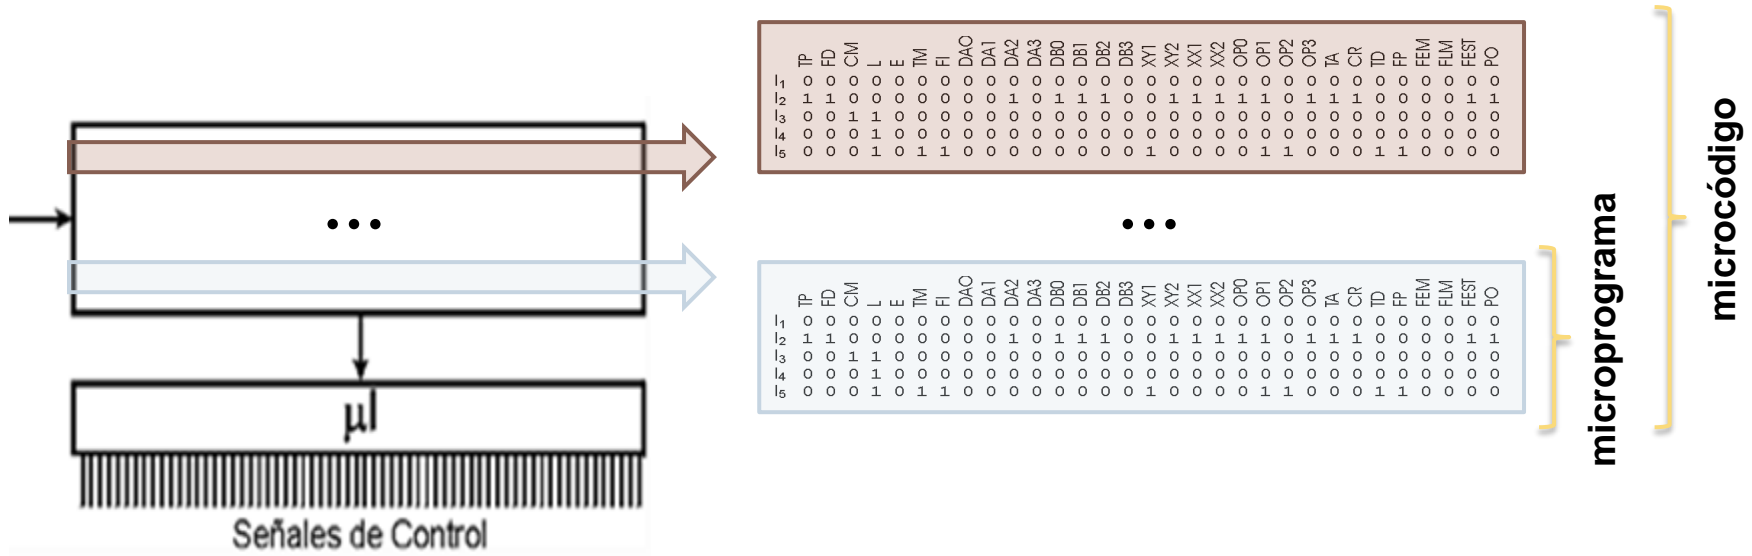 TP FD CM L E TM FI DAO DA1 DA2 DA3 DB0 DB1 DB2 DB3 XY1 XY2 XX1 XX2 OP0 OP1 OP2 OP3 TA CR TD FP FEM FLM FEST PO
I₁ 0 0 0 0 0 0 0 0 0 0 0 0 0 0 0 0 0 0 0 0 0 0 0 0 0 0 0 0 0 0 0
I₂ 1 1 0 0 0 0 0 0 0 1 0 1 1 1 0 0 1 1 1 1 1 0 1 1 1 0 0 0 0 1 1
I₃ 0 0 1 1 0 0 0 0 0 0 0 0 0 0 0 0 0 0 0 0 0 0 0 0 0 0 0 0 0 0 0
I₄ 0 0 0 1 0 0 0 0 0 0 0 0 0 0 0 0 0 0 0 0 0 0 0 0 0 0 0 0 0 0 0
I₅ 0 0 0 1 0 1 1 0 0 0 0 0 0 0 0 1 0 0 0 0 1 1 0 0 0 1 1 0 0 0 0
...
...
TP FD CM L E TM FI DAO DA1 DA2 DA3 DB0 DB1 DB2 DB3 XY1 XY2 XX1 XX2 OP0 OP1 OP2 OP3 TA CR TD FP FEM FLM FEST PO
I₁ 0 0 0 0 0 0 0 0 0 0 0 0 0 0 0 0 0 0 0 0 0 0 0 0 0 0 0 0 0 0 0
I₂ 1 1 0 0 0 0 0 0 0 1 0 1 1 1 0 0 1 1 1 1 1 0 1 1 1 0 0 0 0 1 1
I₃ 0 0 1 1 0 0 0 0 0 0 0 0 0 0 0 0 0 0 0 0 0 0 0 0 0 0 0 0 0 0 0
I₄ 0 0 0 1 0 0 0 0 0 0 0 0 0 0 0 0 0 0 0 0 0 0 0 0 0 0 0 0 0 0 0
I₅ 0 0 0 1 0 1 1 0 0 0 0 0 0 0 0 1 0 0 0 0 1 1 0 0 0 1 1 0 0 0 0
microprograma
microcódigo
μI
Señales de Control